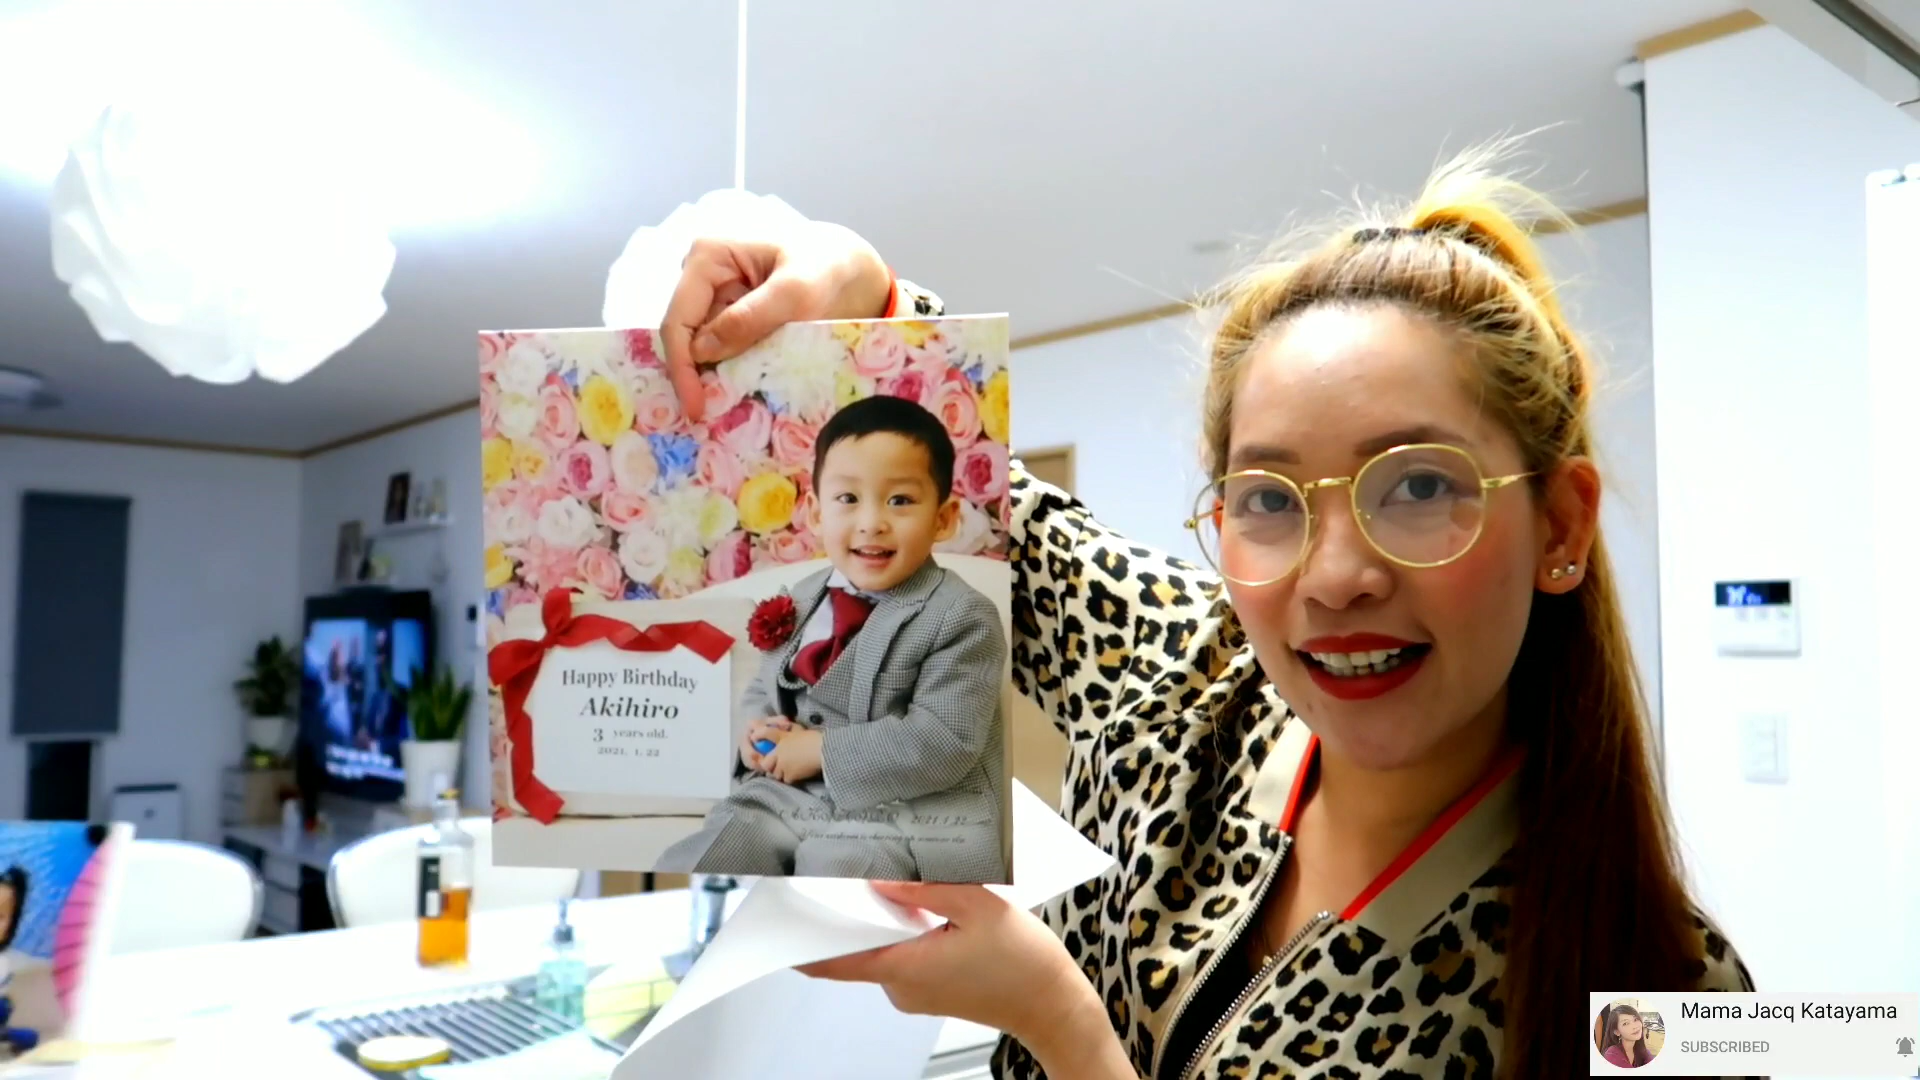 Happy Birthday
Akihiro
3 years old.
2021. 1. 22
2021.1.22
Mama Jacq Katayama
SUBSCRIBED